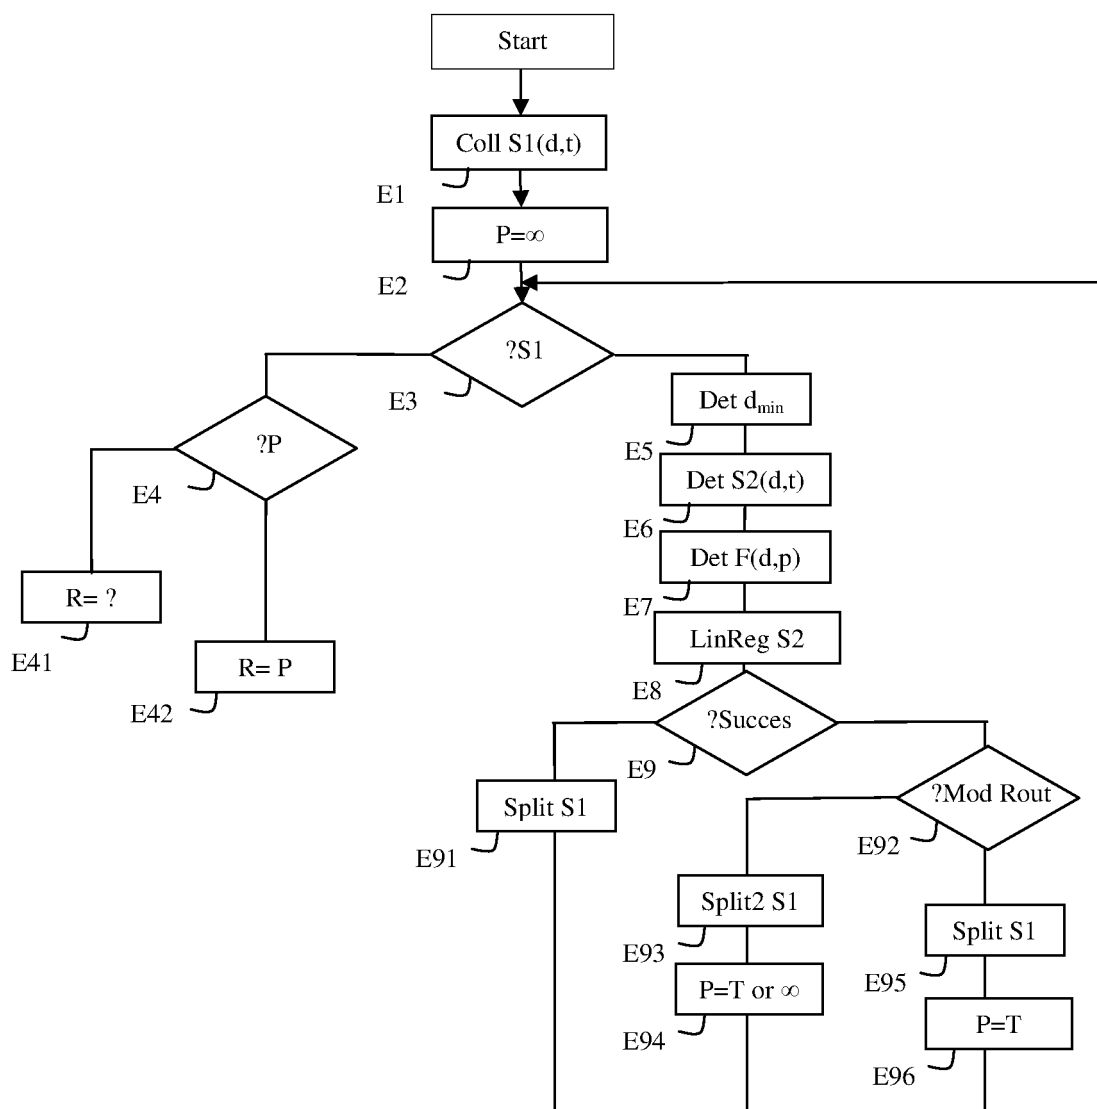 Start
Coll S1(d,t)
E1
P=∞
E2
?S1
E3
Det dmin
E5
?P
E4
Det S2(d,t)
E6
Det F(d,p)
E7
R= ?
E41
LinReg S2
E8
R= P
E42
?Succes
E9
?Mod Rout
E92
Split S1
E91
Split2 S1
E93
Split S1
E95
P=T or ∞
E94
P=T
E96